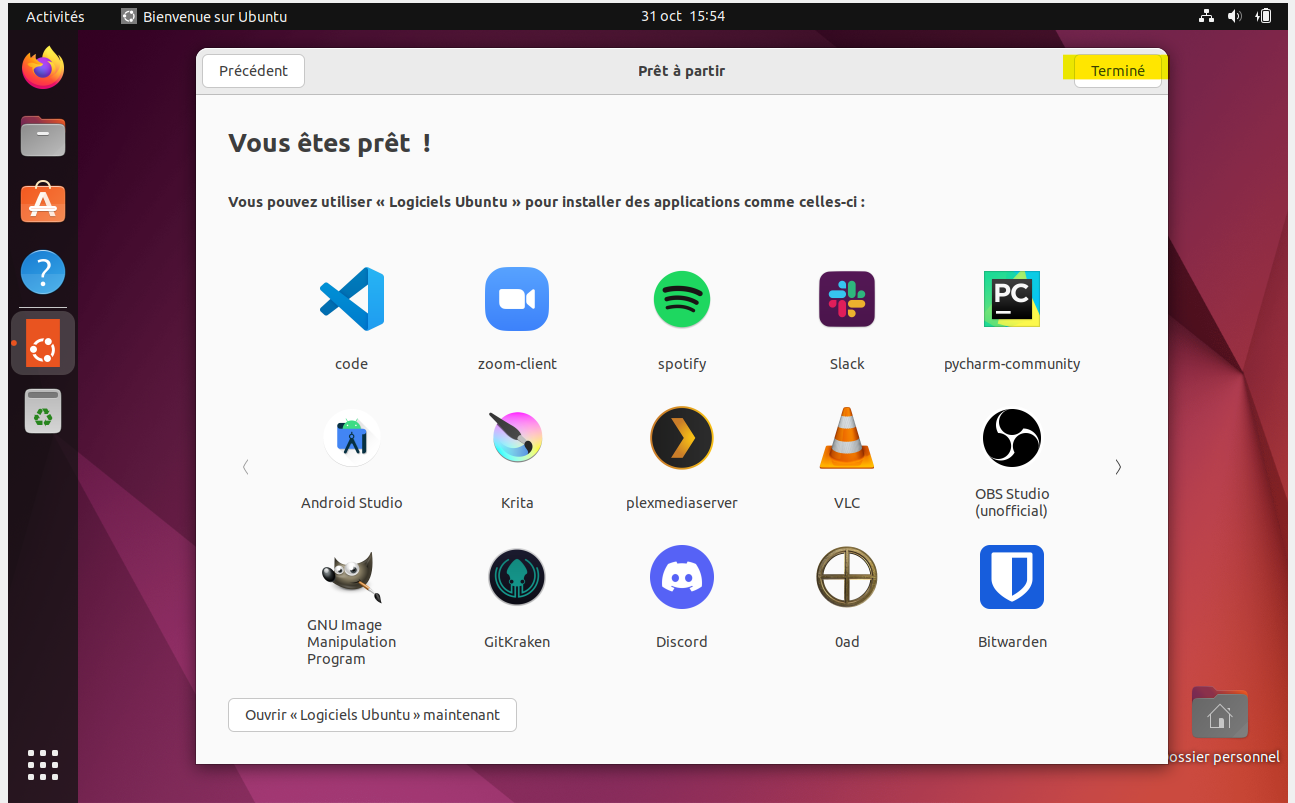 Activités
Bienvenue sur Ubuntu
31 oct 15:54
Précédent
Prêt à partir
Terminé
Vous êtes prêt !
Vous pouvez utiliser « Logiciels Ubuntu » pour installer des applications comme celles-ci :
PC
code
zoom-client
spotify
Slack
pycharm-community
Android Studio
Krita
plexmediaserver
VLC
OBS Studio
(unofficial)
GNU Image
Manipulation
Program
GitKraken
Discord
0ad
Bitwarden
Ouvrir « Logiciels Ubuntu » maintenant
ossier personnel